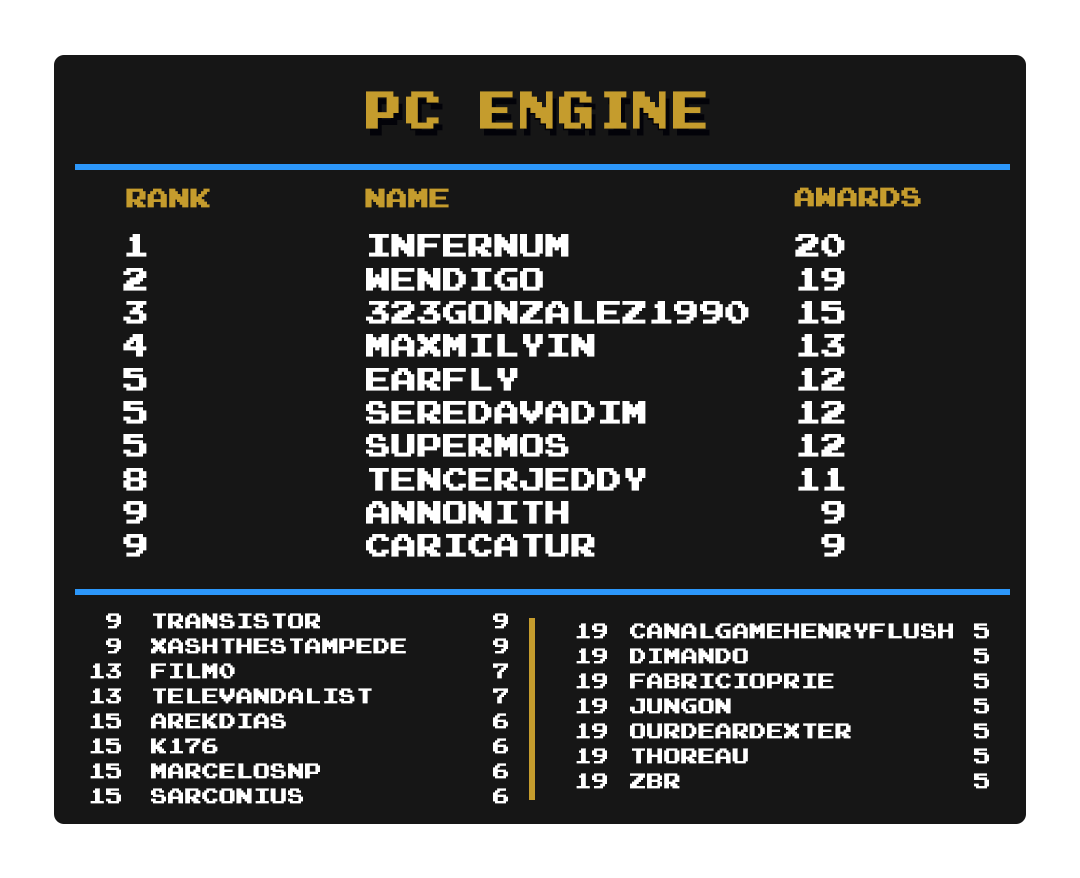 PC ENGINE
RANK NAME AWARDS
1 INFERNUM 20
2 WENDIGO 19
3 323GONZALEZ1990 15
4 MAXMILYIN 13
5 EARFLY 12
5 SEREDAVADIM 12
5 SUPERMOS 12
8 TENCERJEDDY 11
9 ANNONITH 9
9 CARICATUR 9
9 TRANSISTOR 9
9 XASHTHESTAMPEDE 9
13 FILMO 7
13 TELEVANDALIST 7
15 AREKDIAS 6
15 K176 6
15 MARCELOSNP 6
15 SARCONIUS 6
19 CANALGAMEHENRYFLUSH 5
19 DIMANDO 5
19 FABRICIOPRIE 5
19 JUNGON 5
19 OURDEARDEXTER 5
19 THOREAU 5
19 ZBR 5